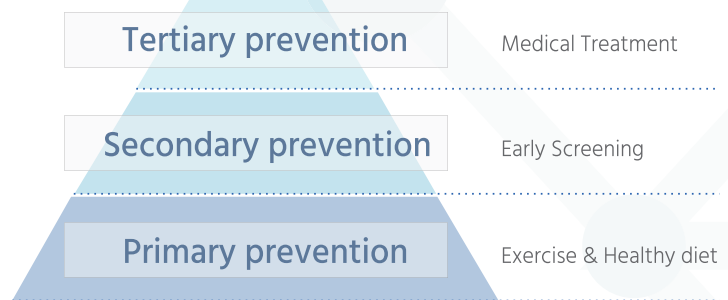 Tertiary prevention
Medical Treatment
Secondary prevention
Early Screening
Primary prevention
Exercise & Healthy diet